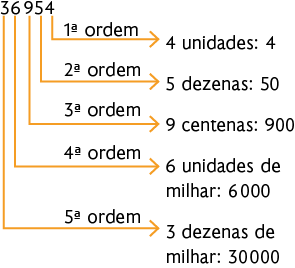 36954
1ª ordem
4 unidades: 4
2ª ordem
5 dezenas: 50
3ª ordem
9 centenas: 900
4ª ordem
6 unidades de
milhar: 6000
5ª ordem
3 dezenas de
milhar: 30000